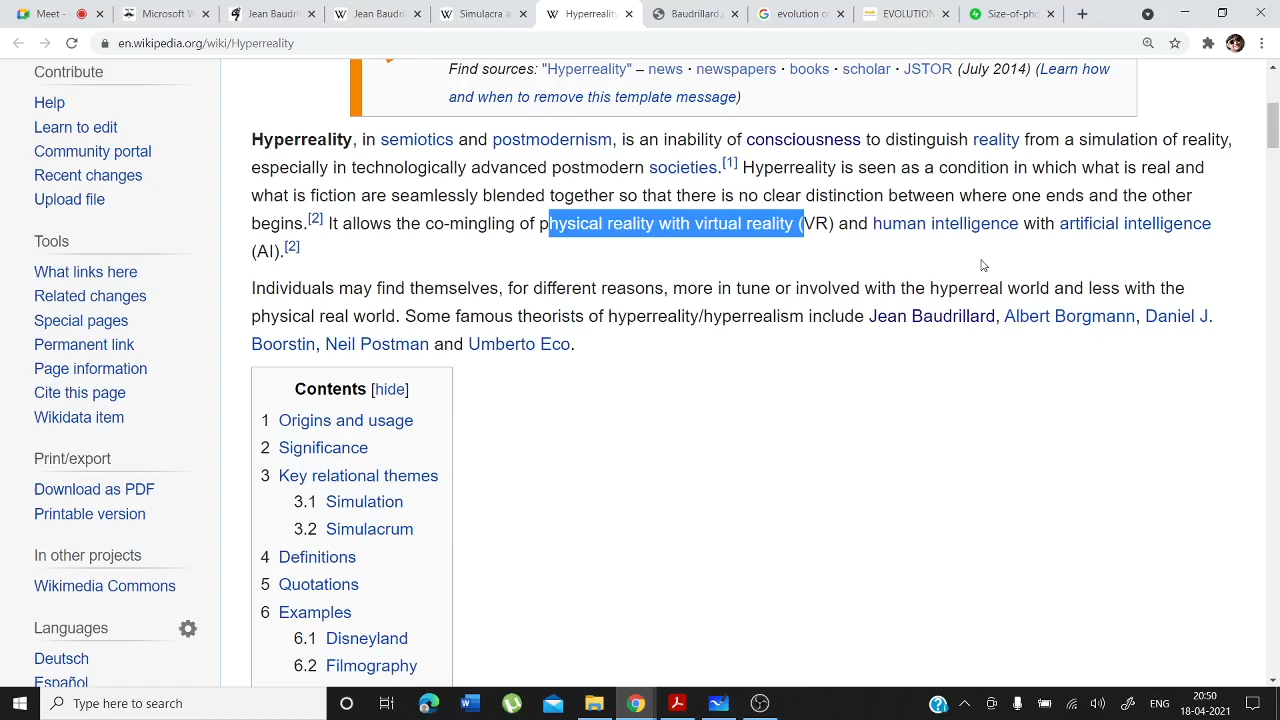 Meet -
Microsoft W
Jean Baudri
Jean Baudri
Simulacra a
Hyperreality
Baudrillard,
evolution of
EVOLUTION
Size-of-pho
en.wikipedia.org/wiki/Hyperreality
Contribute
Help
Learn to edit
Community portal
Recent changes
Upload file
Tools
What links here
Related changes
Special pages
Permanent link
Page information
Cite this page
Wikidata item
Print/export
Download as PDF
Printable version
In other projects
Wikimedia Commons
Languages
Deutsch
Español
Find sources: "Hyperreality" – news · newspapers · books · scholar · JSTOR (July 2014) (Learn how
and when to remove this template message)
Hyperreality, in semiotics and postmodernism, is an inability of consciousness to distinguish reality from a simulation of reality,
especially in technologically advanced postmodern societies.[1] Hyperreality is seen as a condition in which what is real and
what is fiction are seamlessly blended together so that there is no clear distinction between where one ends and the other
begins.[2] It allows the co-mingling of physical reality with virtual reality (VR) and human intelligence with artificial intelligence
(AI).[2]
Individuals may find themselves, for different reasons, more in tune or involved with the hyperreal world and less with the
physical real world. Some famous theorists of hyperreality/hyperrealism include Jean Baudrillard, Albert Borgmann, Daniel J.
Boorstin, Neil Postman and Umberto Eco.
Contents [hide]
1 Origins and usage
2 Significance
3 Key relational themes
3.1 Simulation
3.2 Simulacrum
4 Definitions
5 Quotations
6 Examples
6.1 Disneyland
6.2 Filmography
Type here to search
ENG
20:50
18-04-2021